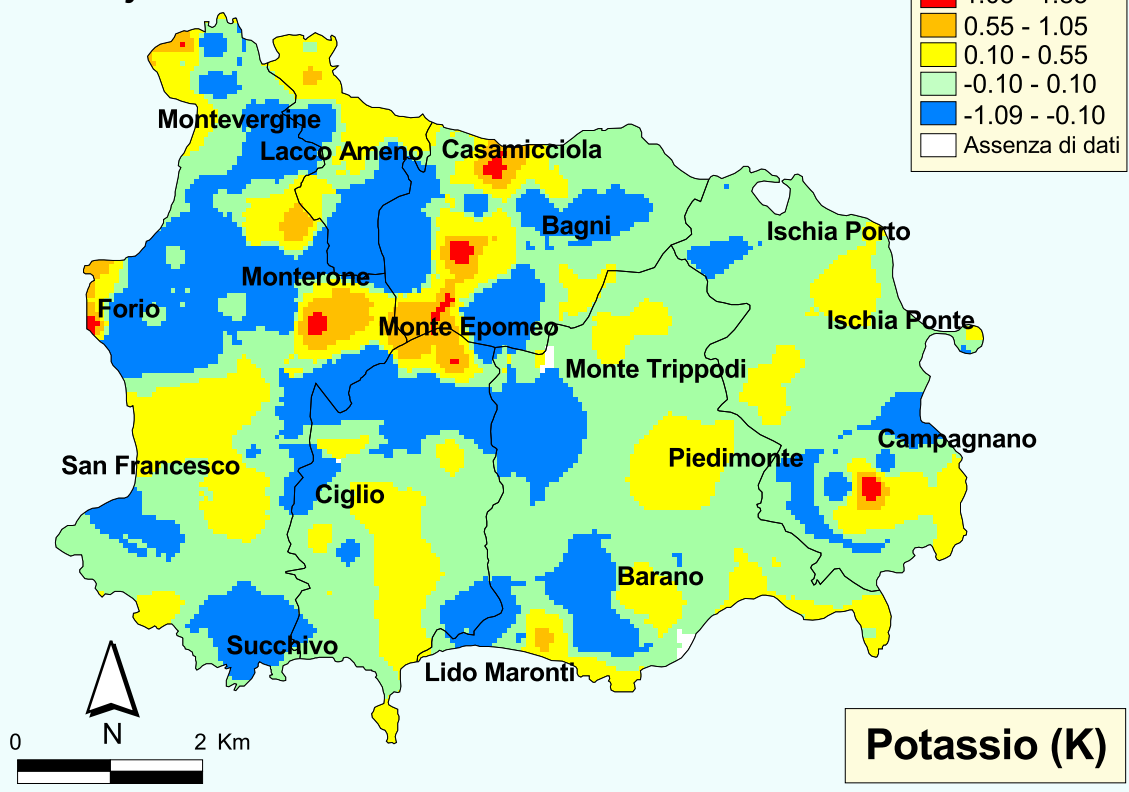 0.55 - 1.05
0.10 - 0.55
-0.10 - 0.10
-1.09 - -0.10
Assenza di dati
Montevergine
Lacco Ameno
Casamicciola
Bagni
Ischia Porto
Monterone
Forio
Monte Epomeo
Ischia Ponte
Monte Trippodi
Campagnano
San Francesco
Piedimonte
Ciglio
Barano
Succhivo
Lido Maronti
N
0 2 Km
Potassio (K)